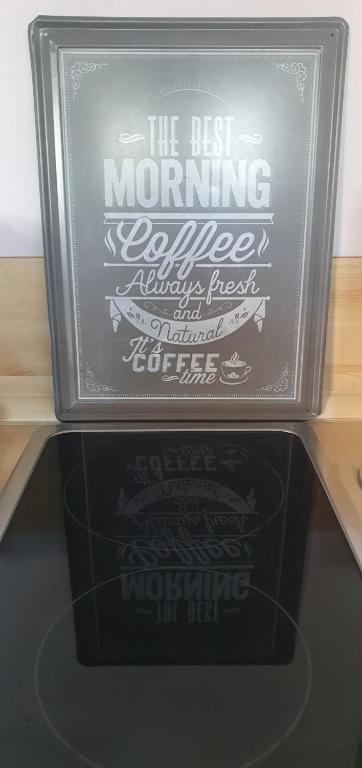 THE BEST
MORNING
Coffee
Always fresh
and
Natural
It's
COFFEE
time